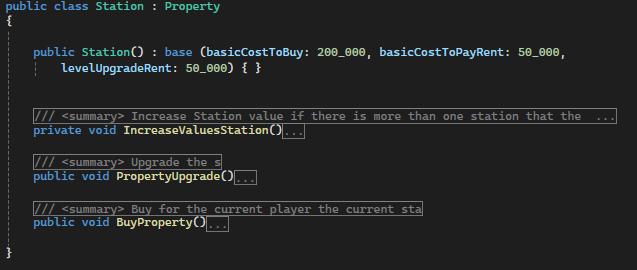 public class Station : Property
{
public Station() : base (basicCostToBuy: 200_000, basicCostToPayRent: 50_000,
levelUpgradeRent: 50_000) { }
/// <summary> Increase Station value if there is more than one station that the ...
private void IncreaseValuesStation()...
/// <summary> Upgrade the s
public void PropertyUpgrade()...
/// <summary> Buy for the current player the current sta
public void BuyProperty()...
}